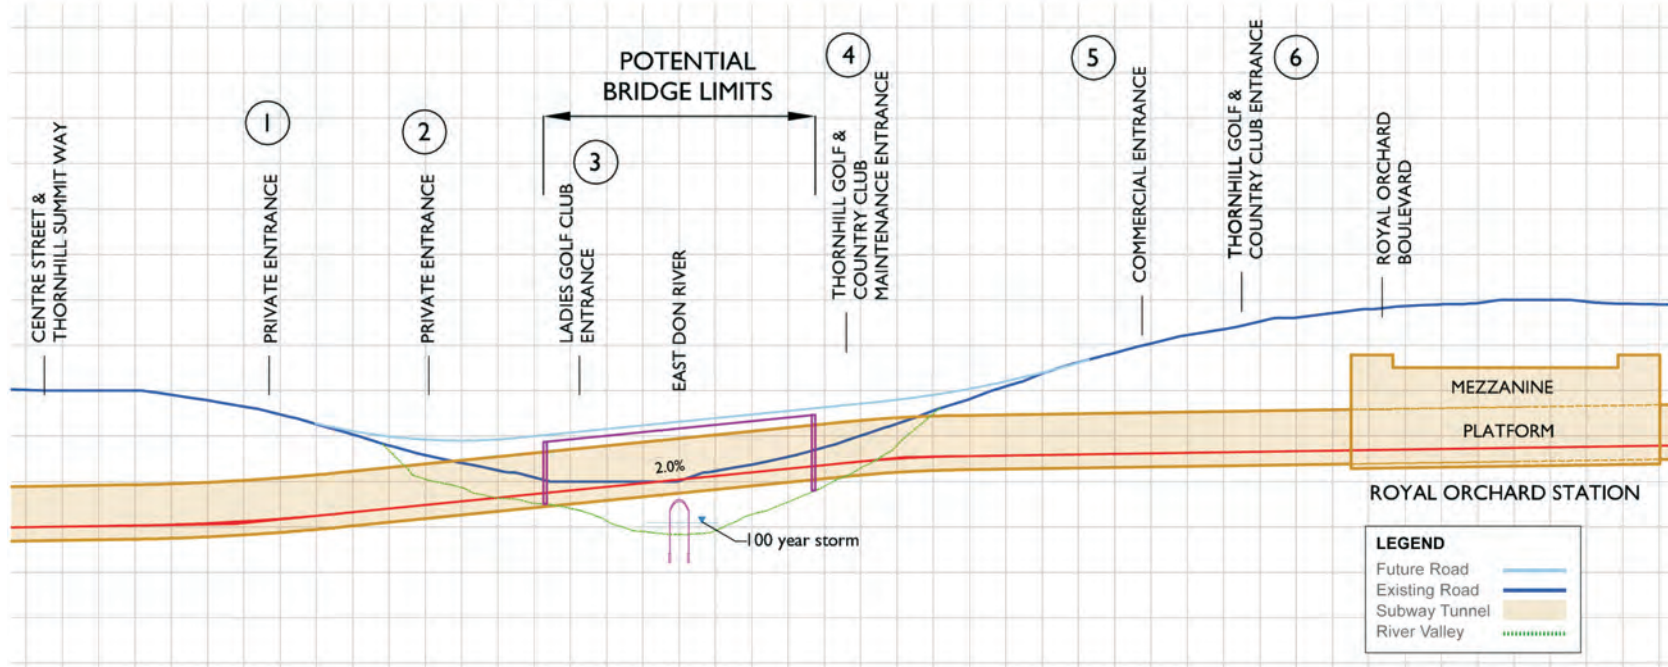 POTENTIAL
BRIDGE LIMITS
1
2
3
4
5
6
CENTRE STREET &
THORNHILL SUMMIT WAY
PRIVATE ENTRANCE
PRIVATE ENTRANCE
LADIES GOLF CLUB
ENTRANCE
EAST DON RIVER
THORNHILL GOLF &
COUNTRY CLUB
MAINTENANCE ENTRANCE
COMMERCIAL ENTRANCE
THORNHILL GOLF &
COUNTRY CLUB ENTRANCE
ROYAL ORCHARD
BOULEVARD
2.0%
100 year storm
MEZZANINE
PLATFORM
ROYAL ORCHARD STATION
LEGEND
Future Road
Existing Road
Subway Tunnel
River Valley